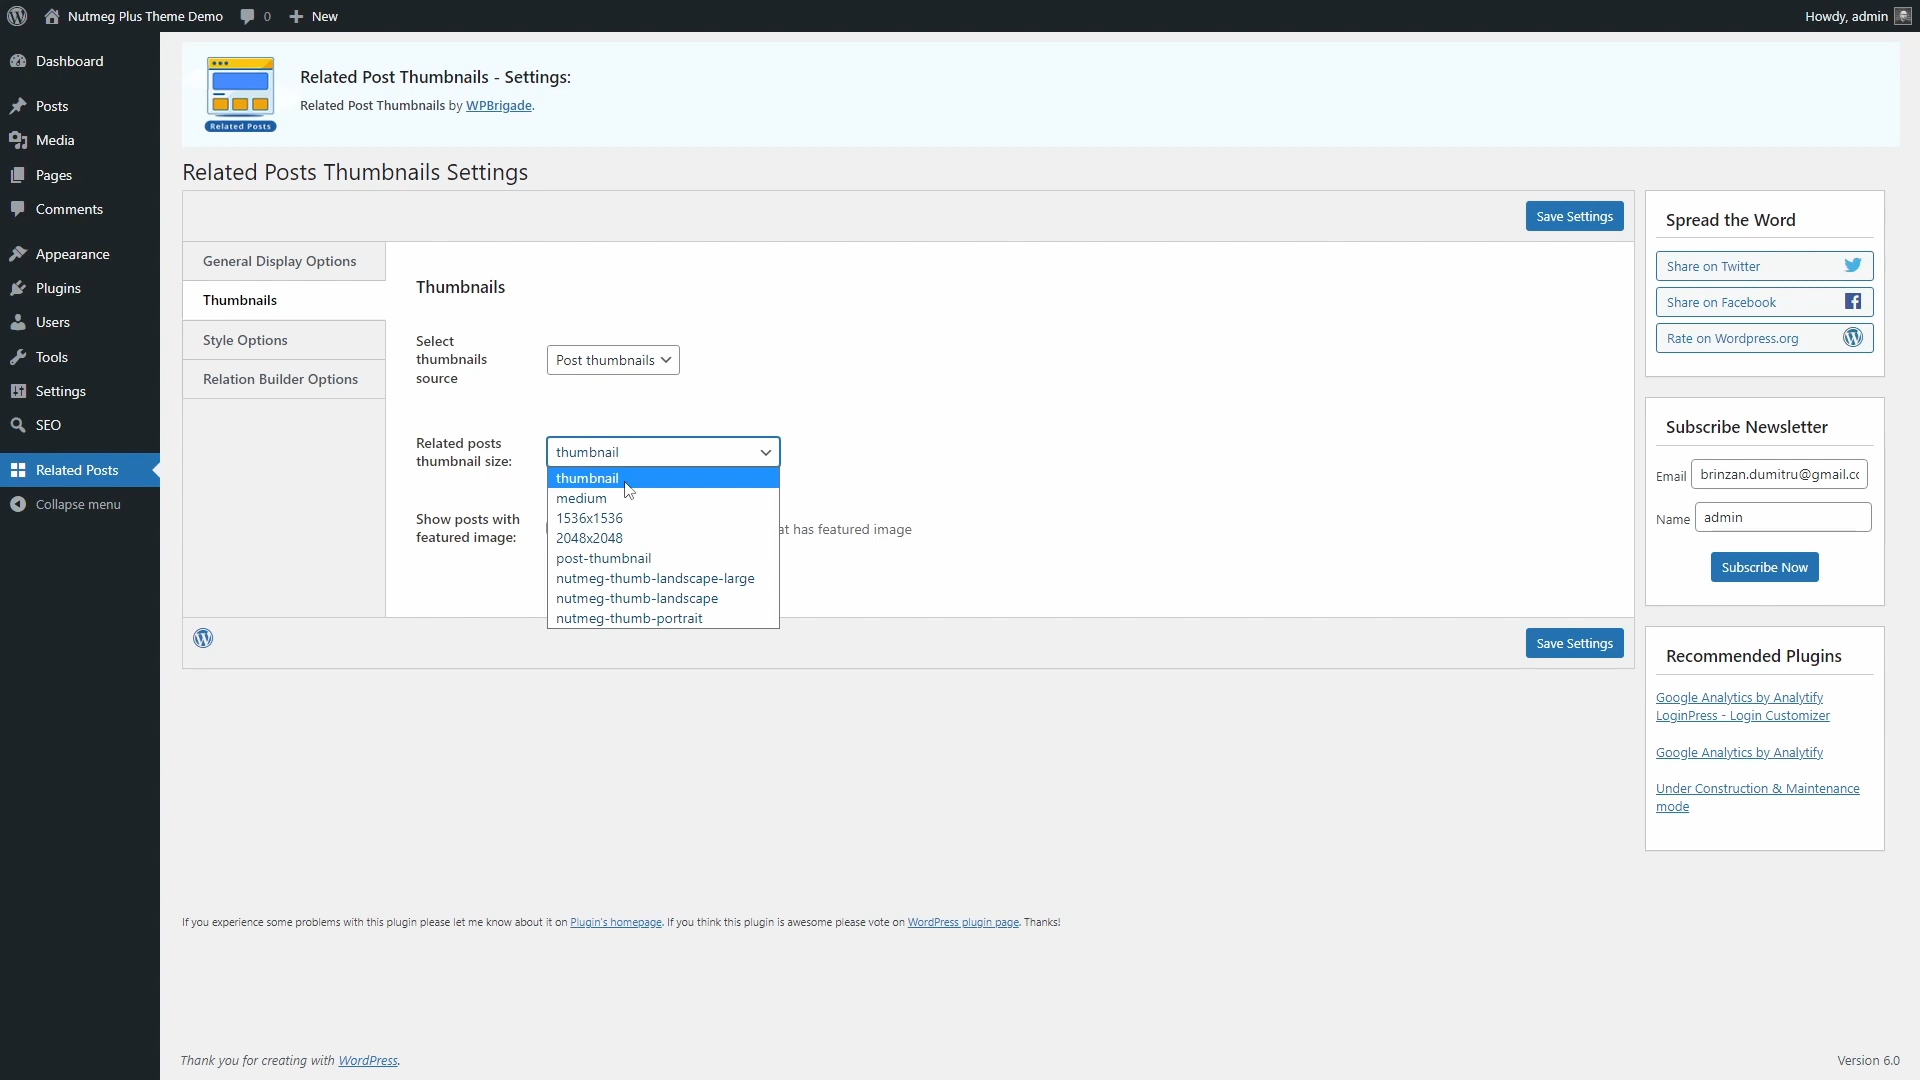 Nutmeg Plus Theme Demo
0
New
Howdy, admin
Dashboard
Posts
Media
Pages
Comments
Appearance
Plugins
Users
Tools
Settings
SEO
Related Posts
Collapse menu
Related Posts
Related Post Thumbnails - Settings:
Related Post Thumbnails by WPBrigade.
Related Posts Thumbnails Settings
Save Settings
General Display Options
Thumbnails
Style Options
Relation Builder Options
Thumbnails
Select
thumbnails
source
Post thumbnails
Related posts
thumbnail size:
thumbnail
thumbnail
medium
1536x1536
2048x2048
post-thumbnail
nutmeg-thumb-landscape-large
nutmeg-thumb-landscape
nutmeg-thumb-portrait
Show posts with
featured image:
at has featured image
Save Settings
Spread the Word
Share on Twitter
Share on Facebook
Rate on Wordpress.org
Subscribe Newsletter
Email
brinzan.dumitru@gmail.cc
Name
admin
Subscribe Now
Recommended Plugins
Google Analytics by Analytify
LoginPress - Login Customizer
Google Analytics by Analytify
Under Construction & Maintenance
mode
If you experience some problems with this plugin please let me know about it on Plugin's homepage. If you think this plugin is awesome please vote on WordPress plugin page. Thanks!
Thank you for creating with WordPress.
Version 6.0